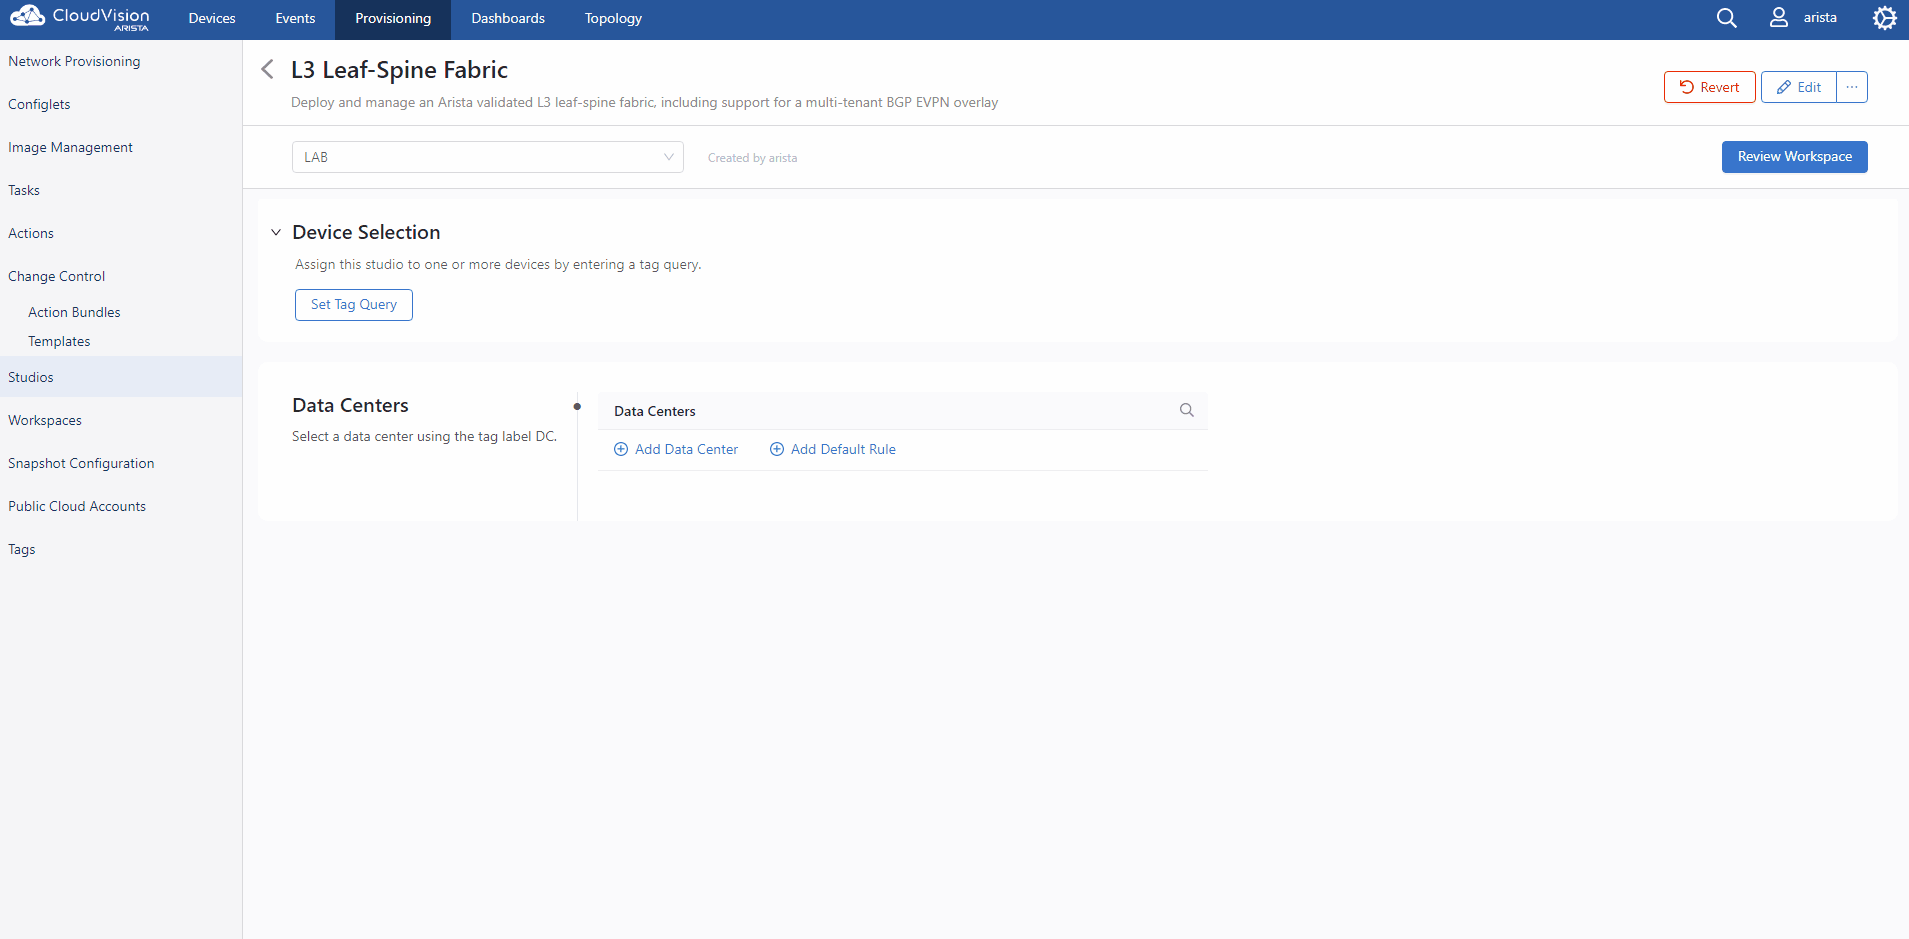 CloudVision
ARISTA
Devices
Events
Provisioning
Dashboards
Topology
arista
Network Provisioning
Configlets
Image Management
Tasks
Actions
Change Control
Action Bundles
Templates
Studios
Workspaces
Snapshot Configuration
Public Cloud Accounts
Tags
L3 Leaf-Spine Fabric
Deploy and manage an Arista validated L3 leaf-spine fabric, including support for a multi-tenant BGP EVPN overlay
Revert
Edit
...
LAB
Created by arista
Review Workspace
Device Selection
Assign this studio to one or more devices by entering a tag query.
Set Tag Query
Data Centers
Select a data center using the tag label DC.
Data Centers
Add Data Center
Add Default Rule